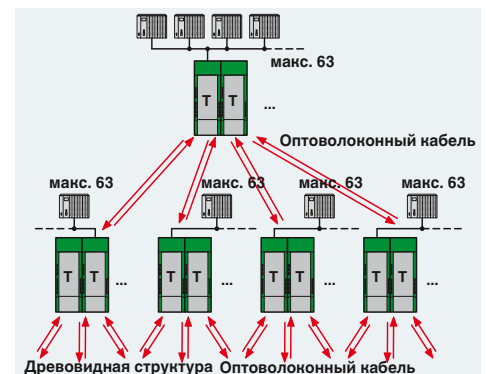 макс. 63
T T ...
Оптоволоконный кабель
макс. 63 макс. 63 макс. 63 макс. 63
T T ... T T ... T T ... T T ...
Древовидная структура Оптоволоконный кабель